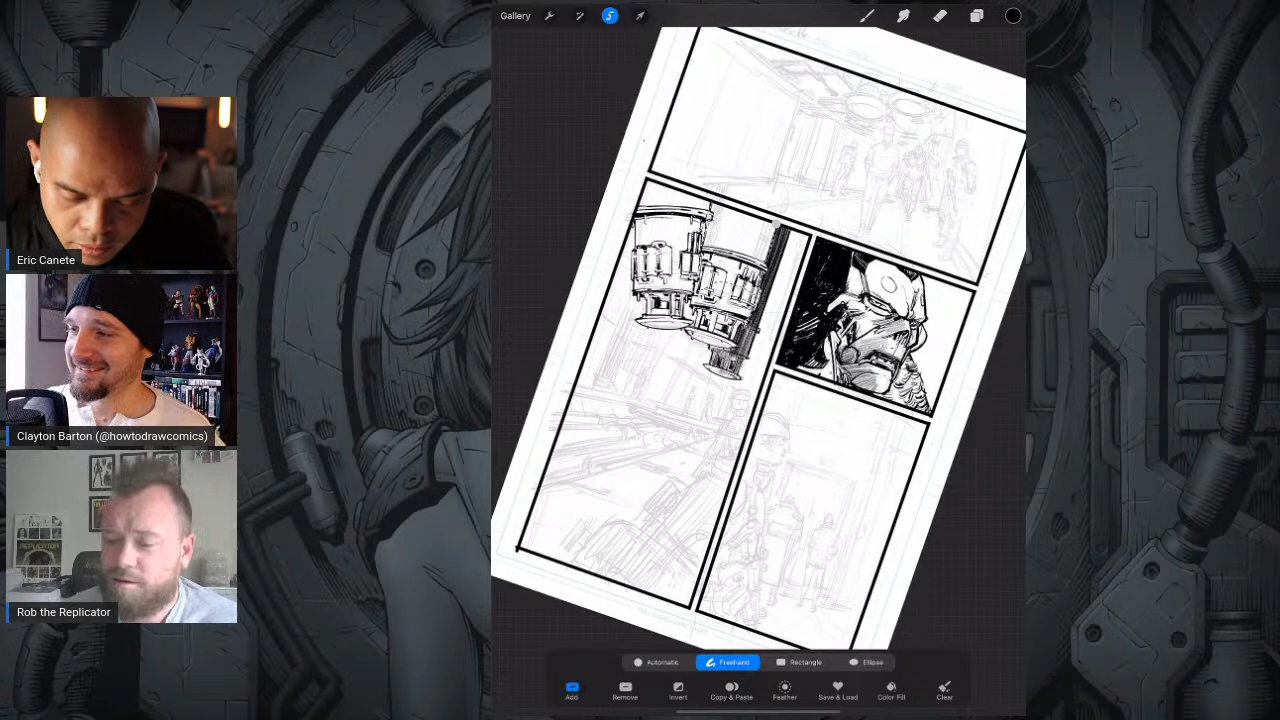 Gallery
Eric Canete
Clayton Barton (@howtodrawcomics)
REPLICATOR
Rob the Replicator
Automatic Freehand Rectangle Ellipse
Add Remove Invert Copy & Paste Feather Save & Load Color Fill Clear